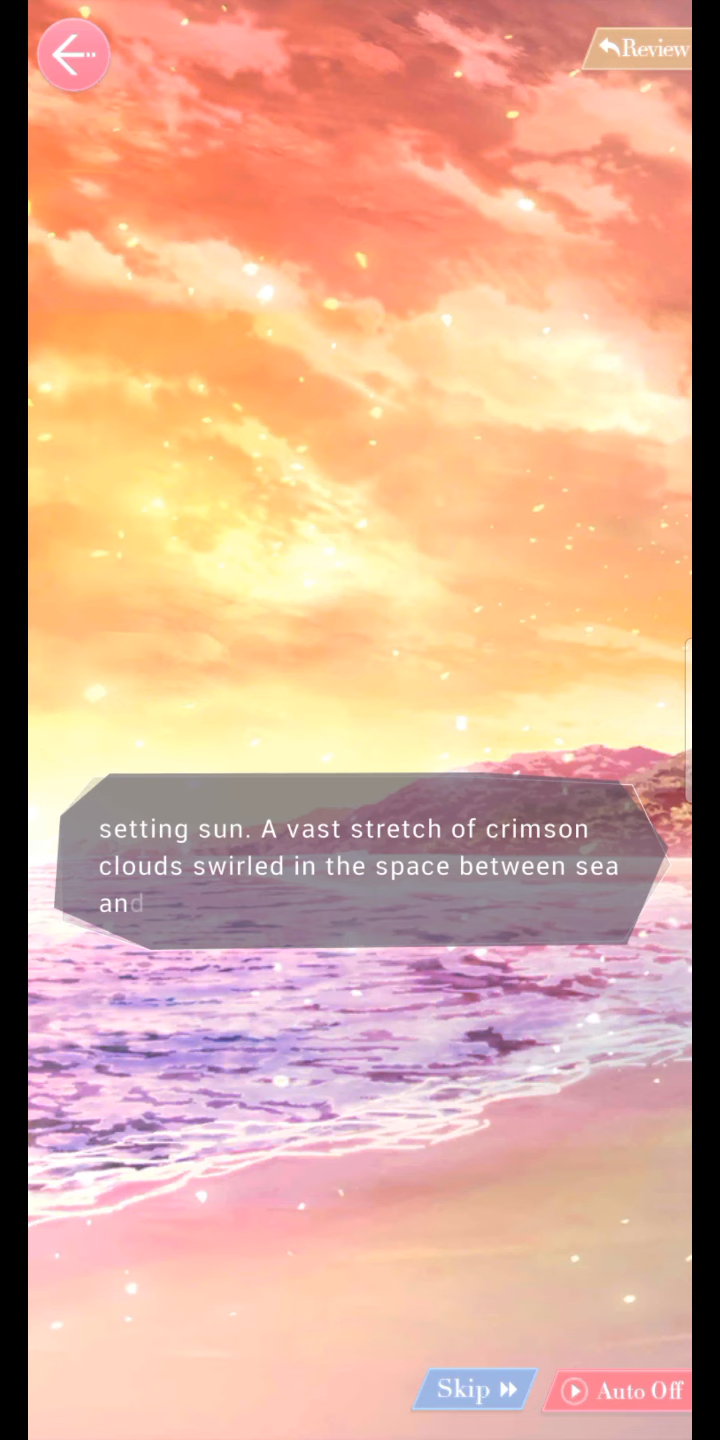 Review
setting sun. A vast stretch of crimson
clouds swirled in the space between sea
and
Skip
Auto Off